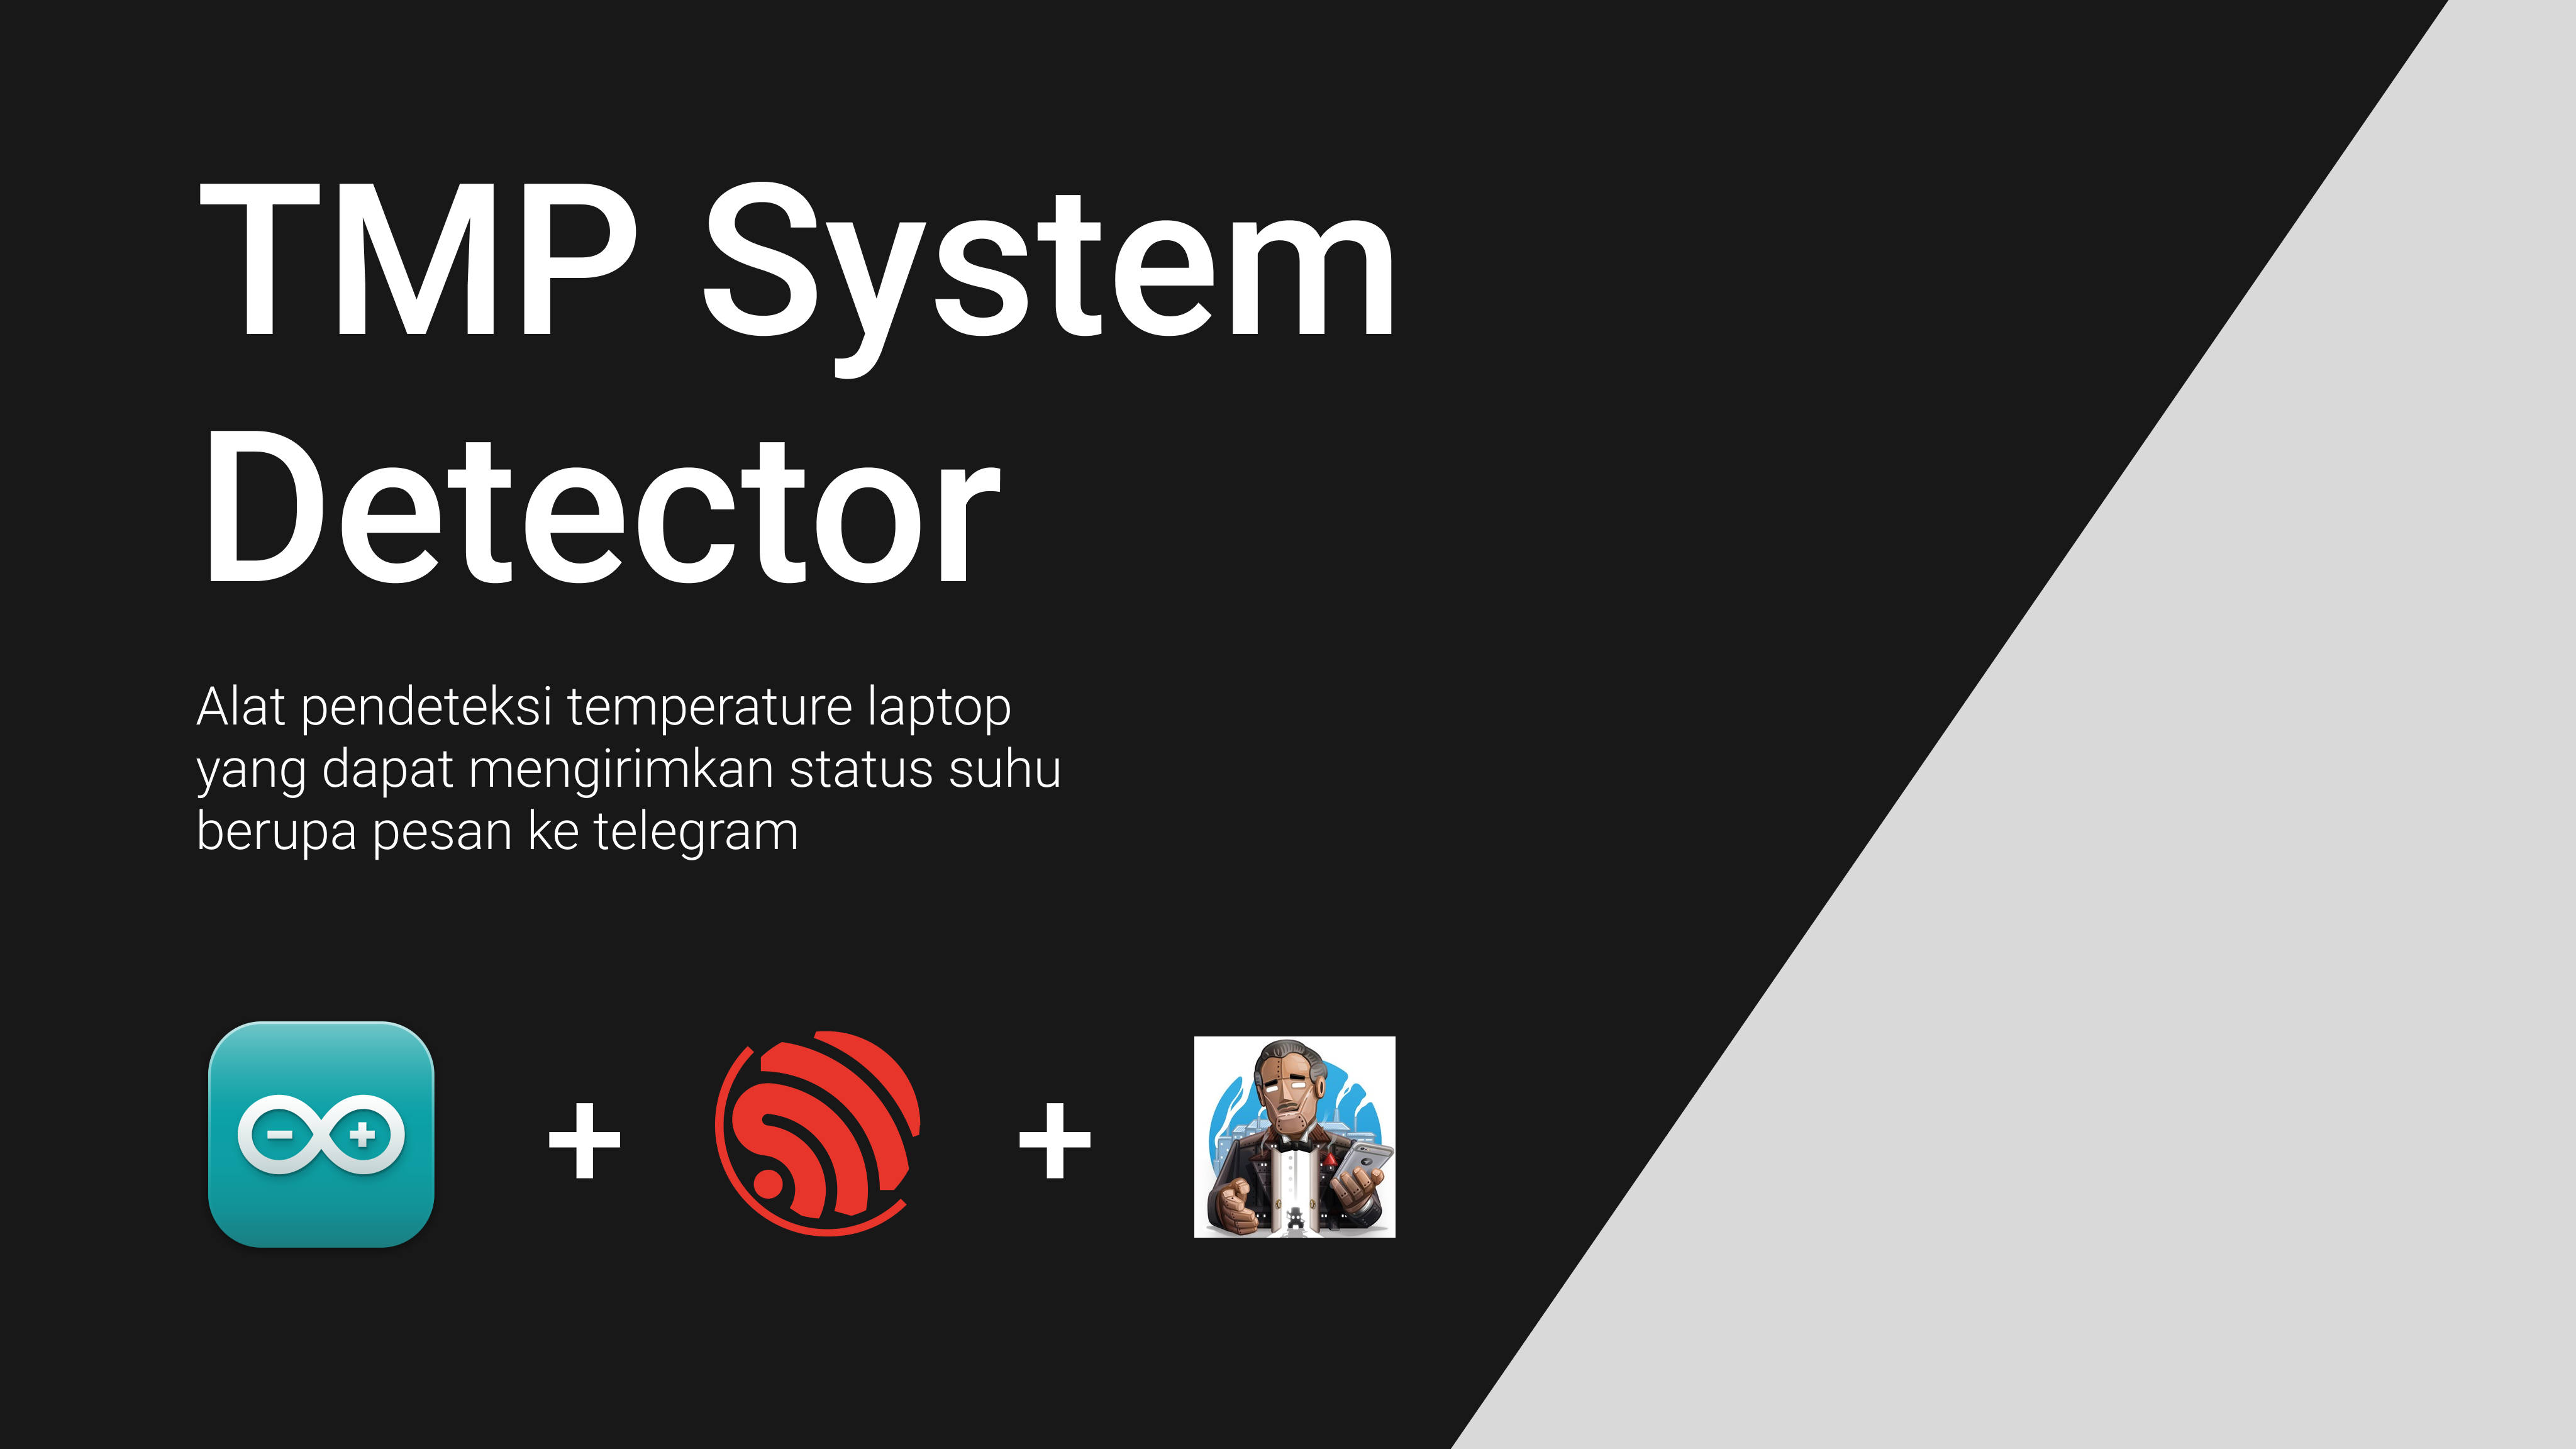 TMP System
Detector
Alat pendeteksi temperature laptop
yang dapat mengirimkan status suhu
berupa pesan ke telegram
+ +